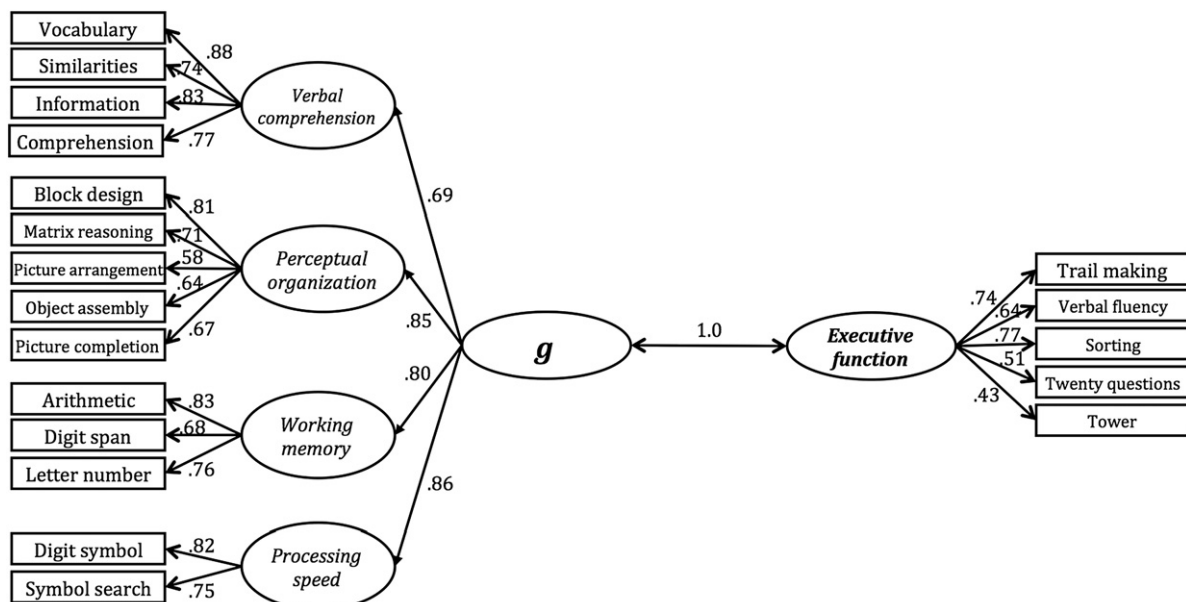 Vocabulary
Similarities
Information
Comprehension
.88
.74
.83
.77
Verbal
comprehension
Block design
Matrix reasoning
Picture arrangement
Object assembly
Picture completion
.81
.71
.58
.64
.67
Perceptual
organization
Arithmetic
Digit span
Letter number
.83
.68
.76
Working
memory
Digit symbol
Symbol search
.82
.75
Processing
speed
.69
.85
.80
.86
g
1.0
Executive
function
.74
.64
.77
.51
.43
Trail making
Verbal fluency
Sorting
Twenty questions
Tower